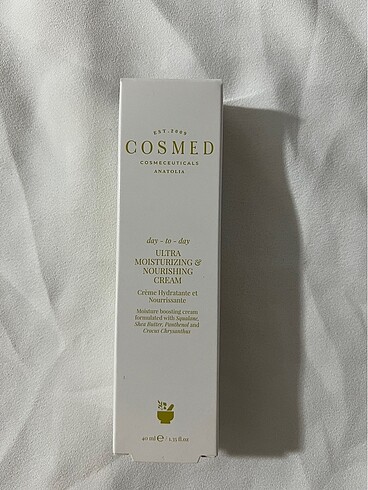 EST. 2009
COSMED
COSMECEUTICALS
ANATOLIA
day - to - day
ULTRA
MOISTURIZING &
NOURISHING
CREAM
Crème Hydratante et
Nourrissante
Moisture boosting cream
formulated with Squalane,
Shea Butter, Panthenol and
Crocus Chrysanthus
40 ml ℮ / 1.35 fl.oz